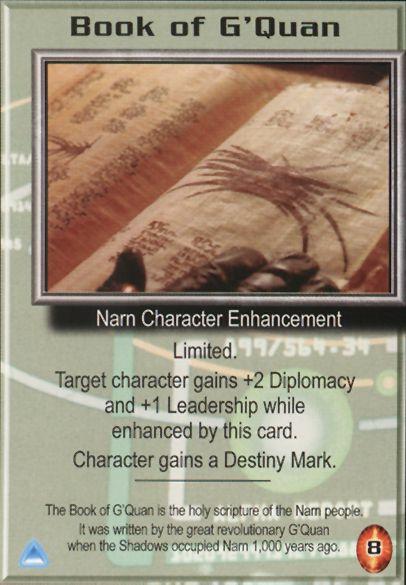 Book of G'Quan
Narn Character Enhancement
Limited.
Target character gains +2 Diplomacy
and +1 Leadership while
enhanced by this card.
Character gains a Destiny Mark.
The Book of G'Quan is the holy scripture of the Narn people.
It was written by the great revolutionary G'Quan
when the Shadows occupied Narn 1,000 years ago.
8